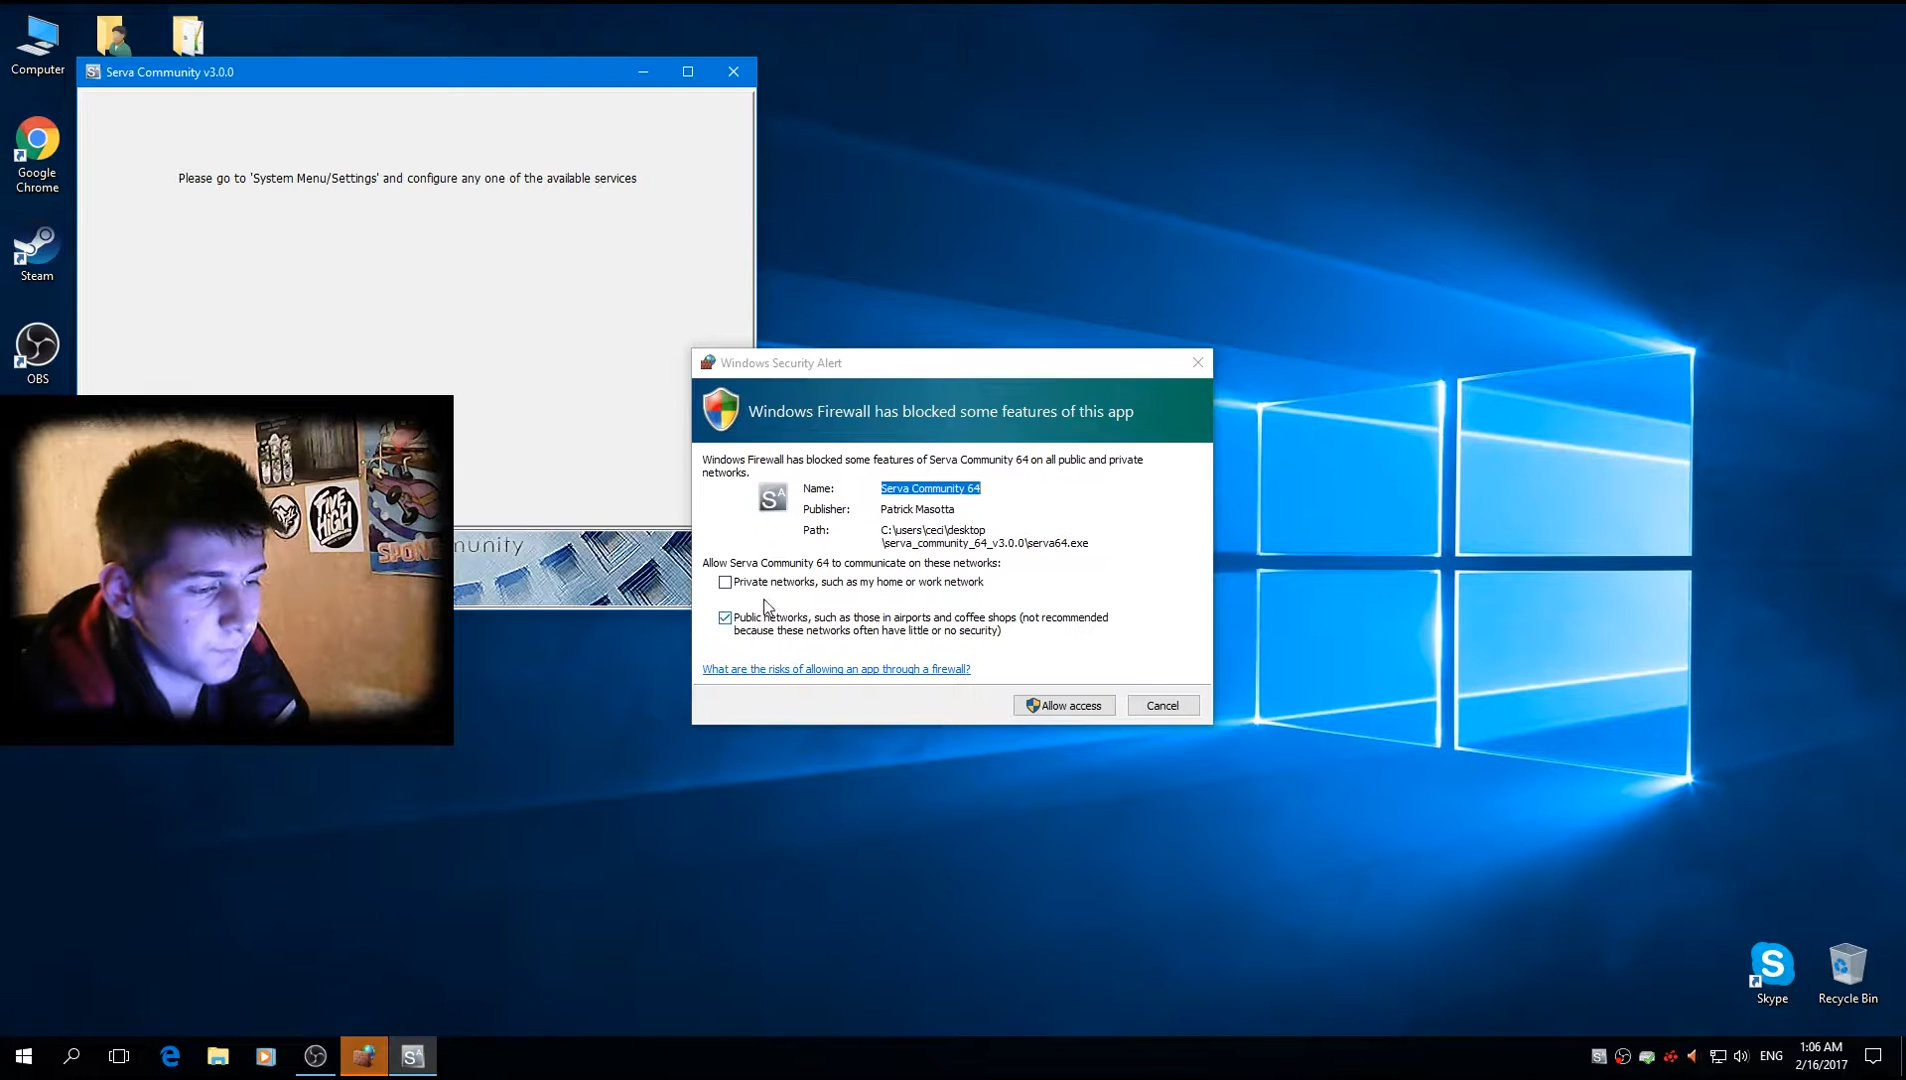 Computer
Serva Community v3.0.0
Please go to 'System Menu/Settings' and configure any one of the available services
Google
Chrome
Steam
OBS
FIVE
HIGH
SPON
munity
Windows Security Alert
Windows Firewall has blocked some features of this app
Windows Firewall has blocked some features of Serva Community 64 on all public and private
networks.
SA
Name: Serva Community 64
Publisher: Patrick Masotta
Path: C:\users\ceci\desktop
\serva_community_64_v3.0.0\serva64.exe
Allow Serva Community 64 to communicate on these networks:
Private networks, such as my home or work network
Public networks, such as those in airports and coffee shops (not recommended
because these networks often have little or no security)
What are the risks of allowing an app through a firewall?
Allow access
Cancel
Skype
Recycle Bin
ENG
1:06 AM
2/16/2017